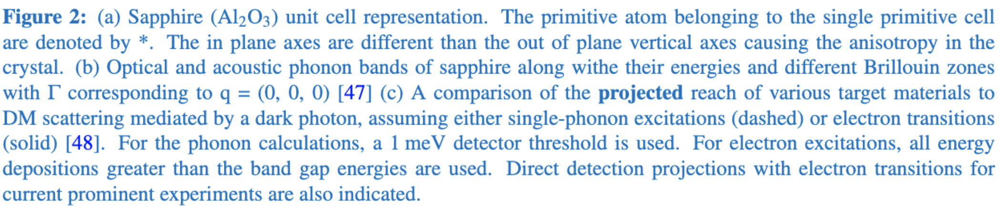 Figure 2: (a) Sapphire (Al₂O₃) unit cell representation. The primitive atom belonging to the single primitive cell
are denoted by *. The in plane axes are different than the out of plane vertical axes causing the anisotropy in the
crystal. (b) Optical and acoustic phonon bands of sapphire along withe their energies and different Brillouin zones
with Γ corresponding to q = (0, 0, 0) [47] (c) A comparison of the projected reach of various target materials to
DM scattering mediated by a dark photon, assuming either single-phonon excitations (dashed) or electron transitions
(solid) [48]. For the phonon calculations, a 1 meV detector threshold is used. For electron excitations, all energy
depositions greater than the band gap energies are used. Direct detection projections with electron transitions for
current prominent experiments are also indicated.